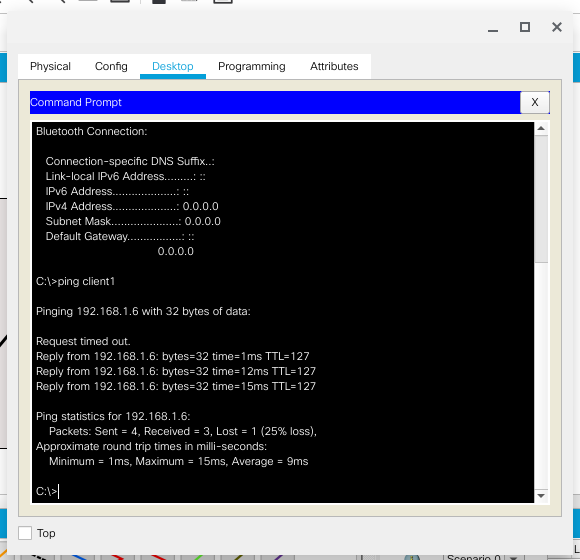 Physical Config Desktop Programming Attributes
Command Prompt X
Bluetooth Connection:
Connection-specific DNS Suffix..:
Link-local IPv6 Address.........: ::
IPv6 Address....................: ::
IPv4 Address....................: 0.0.0.0
Subnet Mask.....................: 0.0.0.0
Default Gateway.................: ::
0.0.0.0
C:\>ping client1
Pinging 192.168.1.6 with 32 bytes of data:
Request timed out.
Reply from 192.168.1.6: bytes=32 time=1ms TTL=127
Reply from 192.168.1.6: bytes=32 time=12ms TTL=127
Reply from 192.168.1.6: bytes=32 time=15ms TTL=127
Ping statistics for 192.168.1.6:
Packets: Sent = 4, Received = 3, Lost = 1 (25% loss),
Approximate round trip times in milli-seconds:
Minimum = 1ms, Maximum = 15ms, Average = 9ms
C:\>
Top
Scenario 0